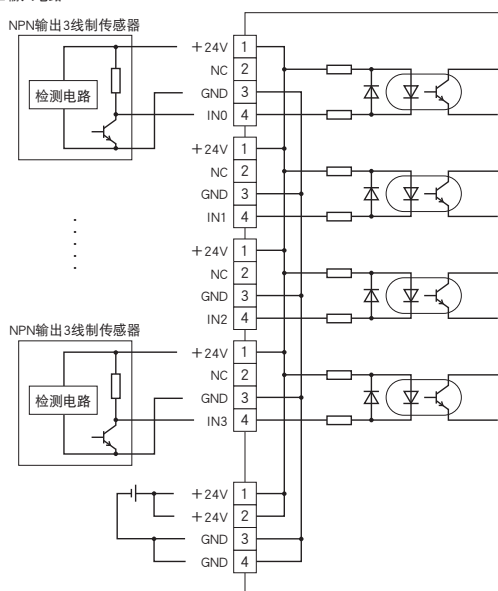 NPN输出3线制传感器
检测电路
+24V 1
NC 2
GND 3
IN0 4
+24V 1
NC 2
GND 3
IN1 4
+24V 1
NC 2
GND 3
IN2 4
NPN输出3线制传感器
检测电路
+24V 1
NC 2
GND 3
IN3 4
+24V 1
+24V 2
GND 3
GND 4